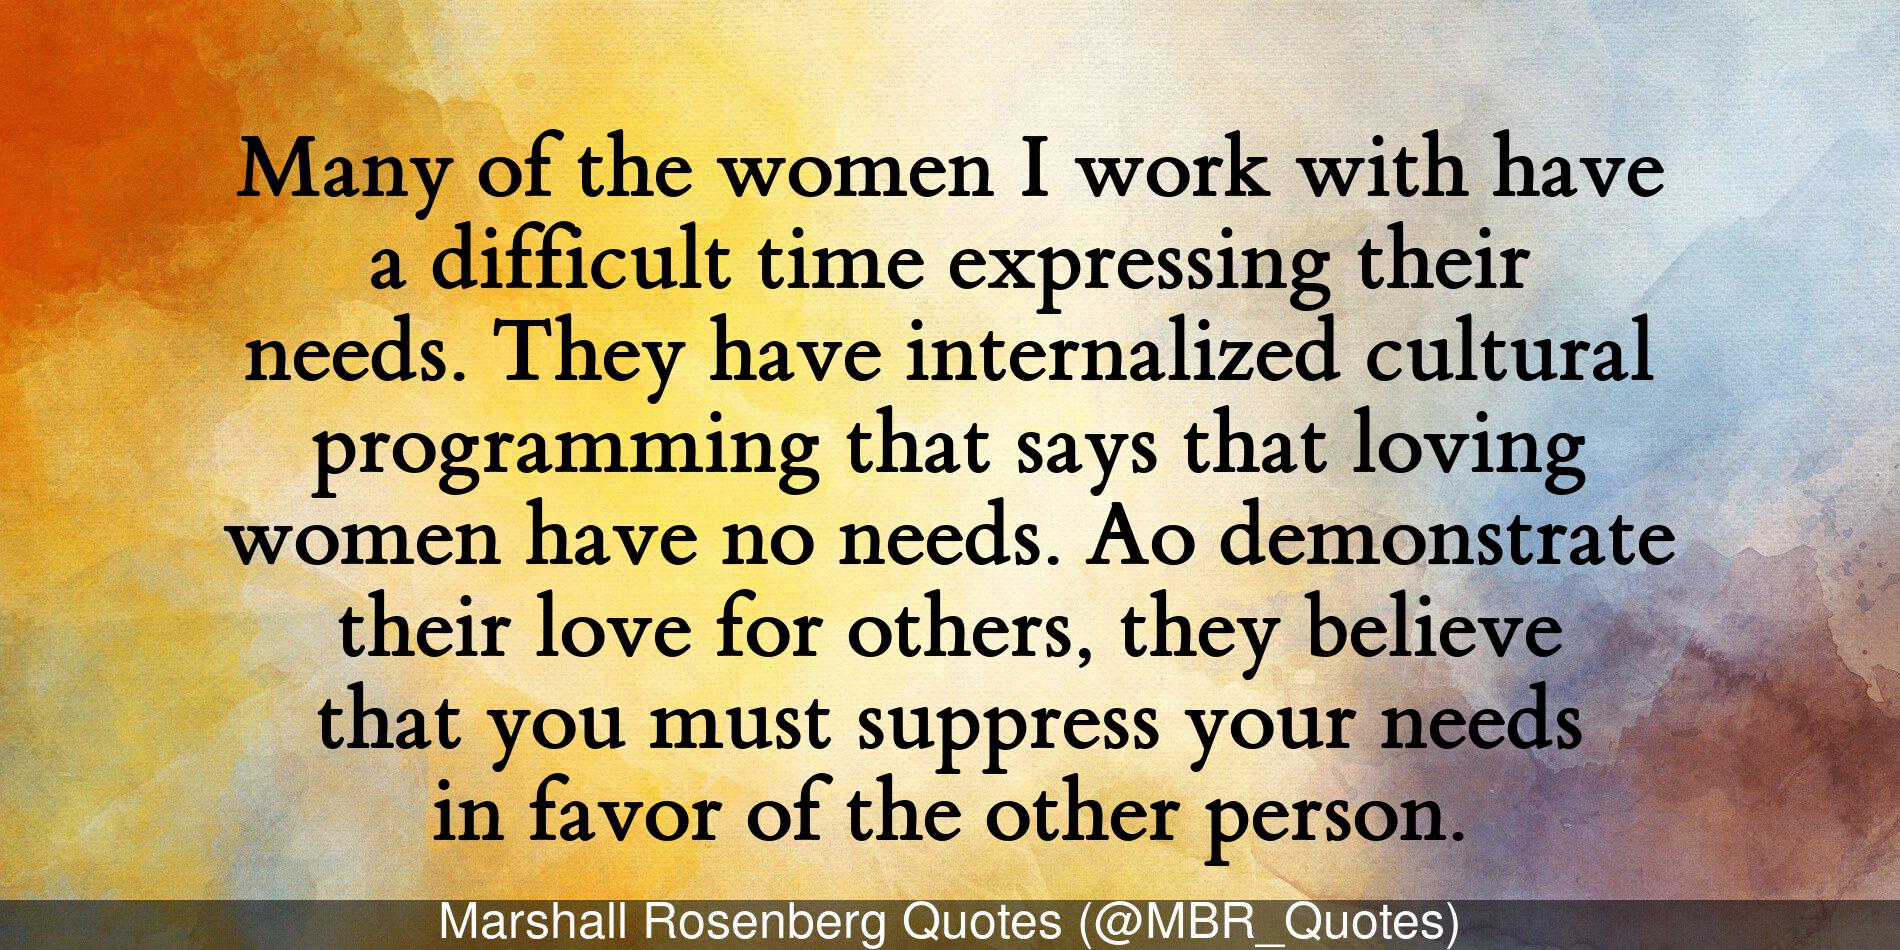 Many of the women I work with have
a difficult time expressing their
needs. They have internalized cultural
programming that says that loving
women have no needs. Ao demonstrate
their love for others, they believe
that you must suppress your needs
in favor of the other person.
Marshall Rosenberg Quotes (@MBR_Quotes)